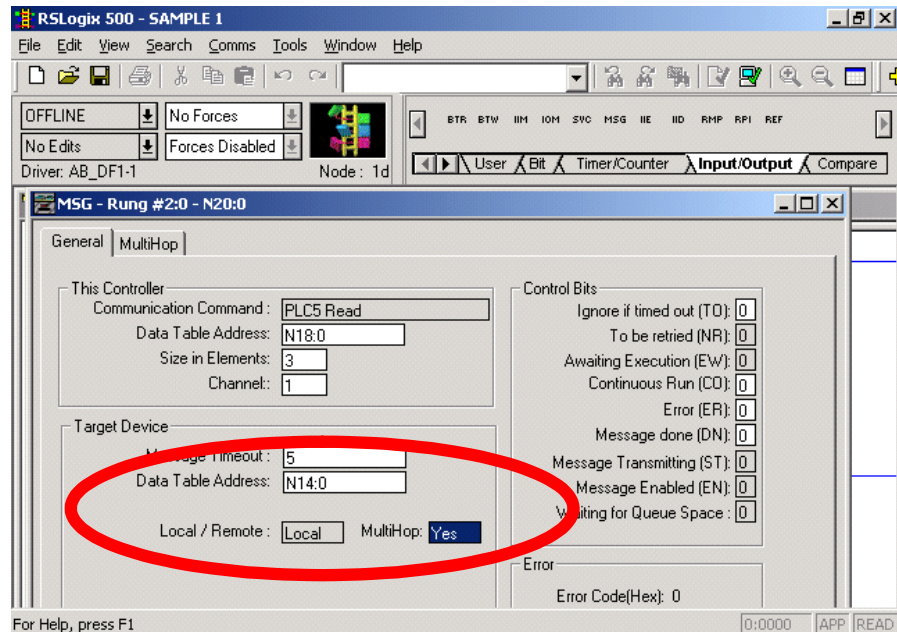 RSLogix 500 - SAMPLE 1
File Edit View Search Comms Tools Window Help
OFFLINE No Forces
No Edits Forces Disabled
Driver: AB_DF1-1 Node : 1d
BTR BTW IIM IOM SVC MSG IIE IID RMP RPI REF
User Bit Timer/Counter Input/Output Compare
MSG - Rung #2:0 - N20:0
General MultiHop
This Controller
Communication Command : PLC5 Read
Data Table Address: N18:0
Size in Elements: 3
Channel:: 1
Target Device
Message Timeout : 5
Data Table Address: N14:0
Local / Remote : Local MultiHop: Yes
Control Bits
Ignore if timed out (TO): 0
To be retried (NR): 0
Awaiting Execution (EW): 0
Continuous Run (CO): 0
Error (ER): 0
Message done (DN): 0
Message Transmitting (ST): 0
Message Enabled (EN): 0
Waiting for Queue Space : 0
Error
Error Code(Hex): 0
For Help, press F1
0:0000 APP READ